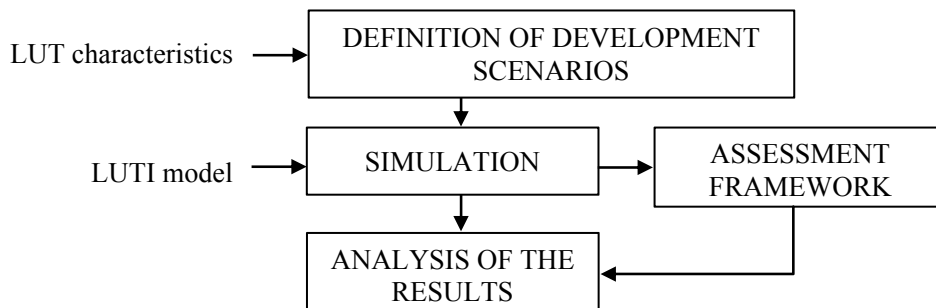 LUT characteristics
DEFINITION OF DEVELOPMENT
SCENARIOS
LUTI model
SIMULATION
ASSESSMENT
FRAMEWORK
ANALYSIS OF THE
RESULTS